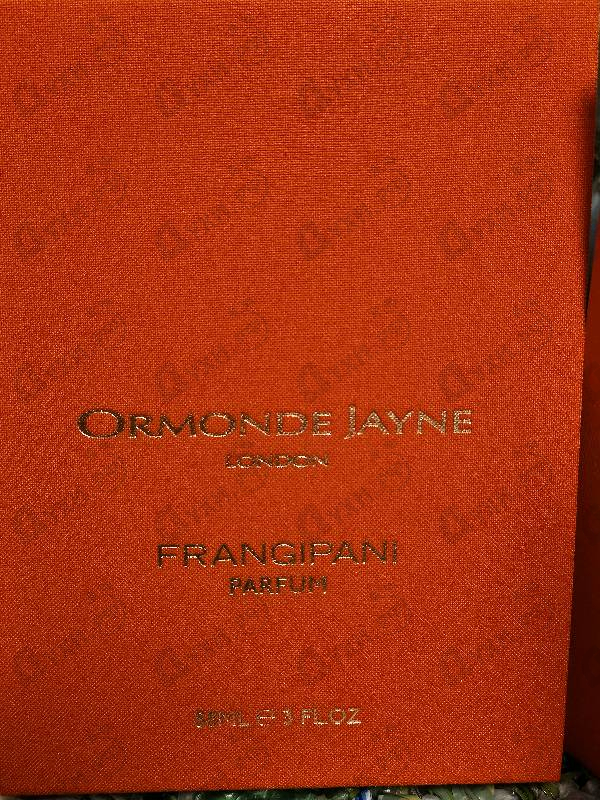 ORMONDE JAYNE
LONDON
FRANGIPANI
PARFUM
88ML ℮ 3 FL.OZ